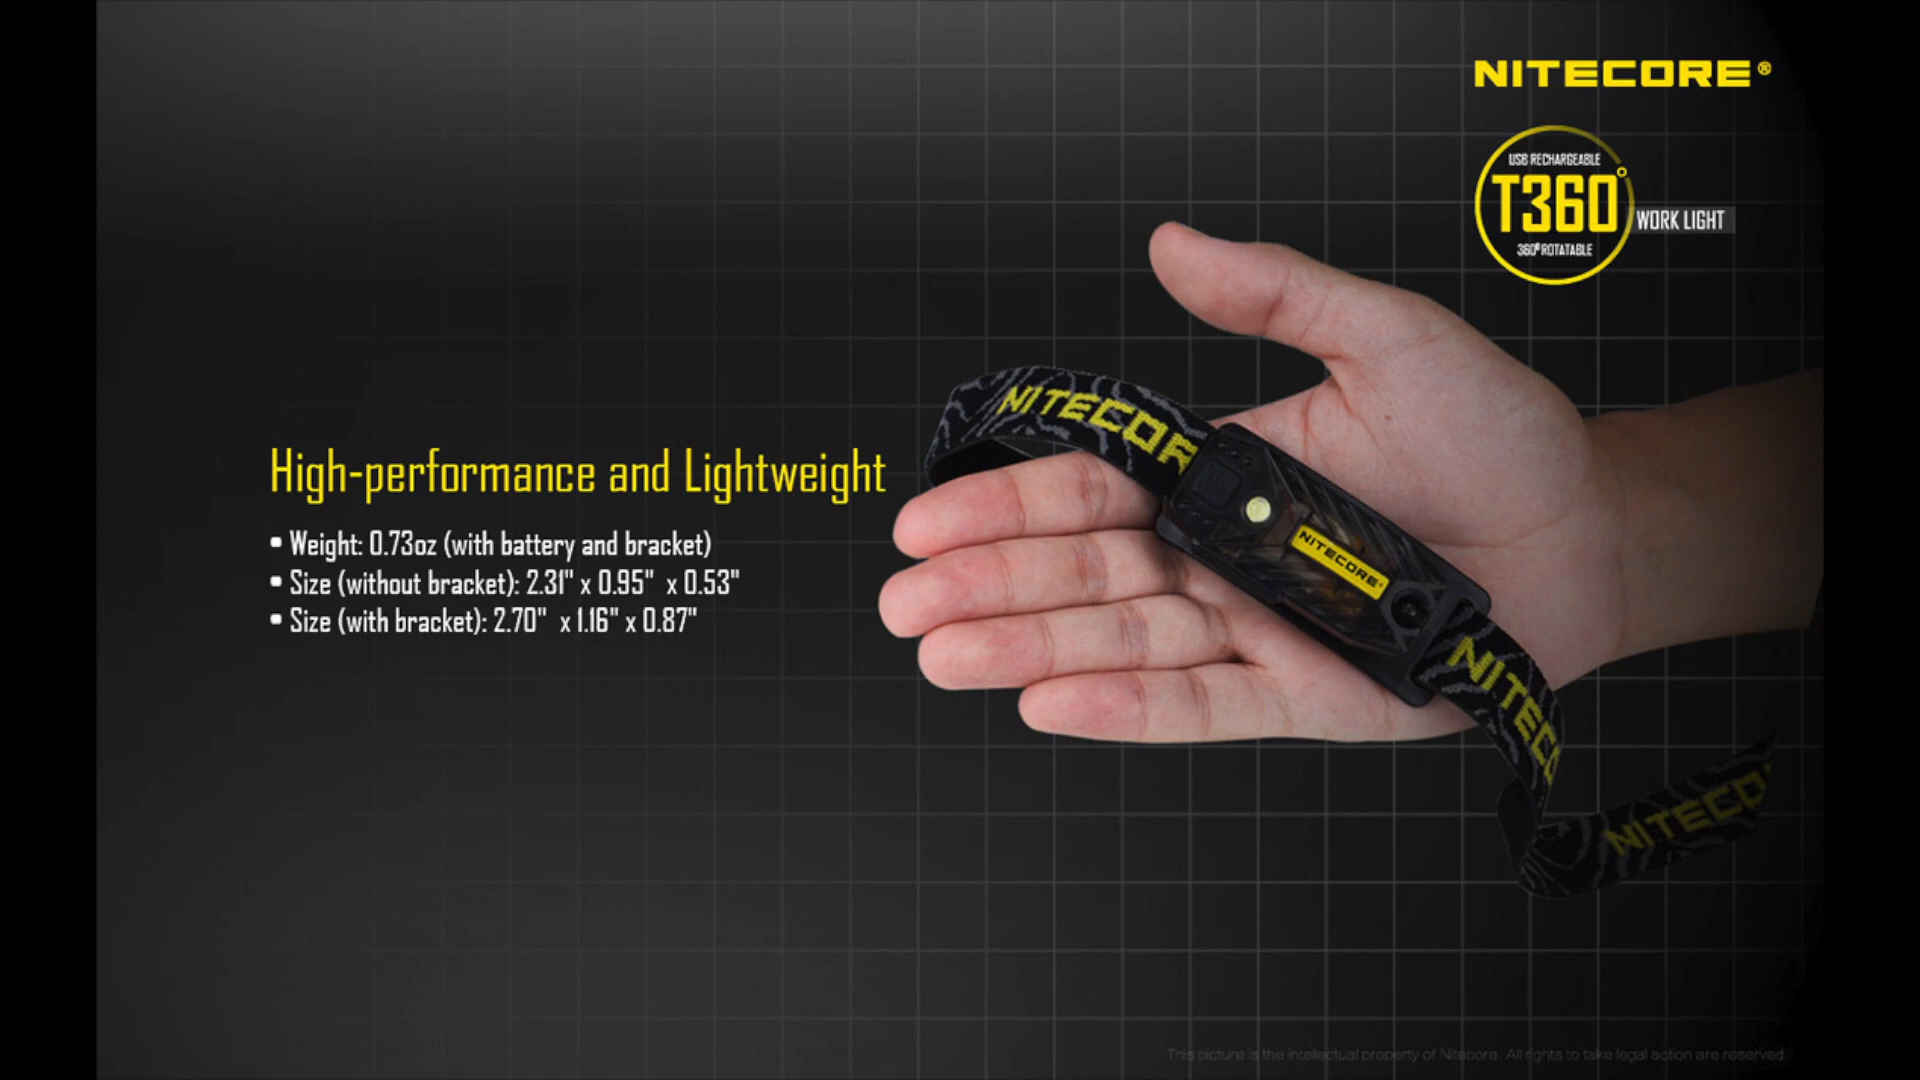 NITECORE®
USB RECHARGEABLE
T360°
360° ROTATABLE
WORK LIGHT
NITECOR
High-performance and Lightweight
• Weight: 0.73oz (with battery and bracket)
• Size (without bracket): 2.31" x 0.95" x 0.53"
• Size (with bracket): 2.70" x 1.16" x 0.87"
NITECORE®
NITECO
NITECO
This picture is the intellectual property of Nitecore. All rights to take legal action are reserved.